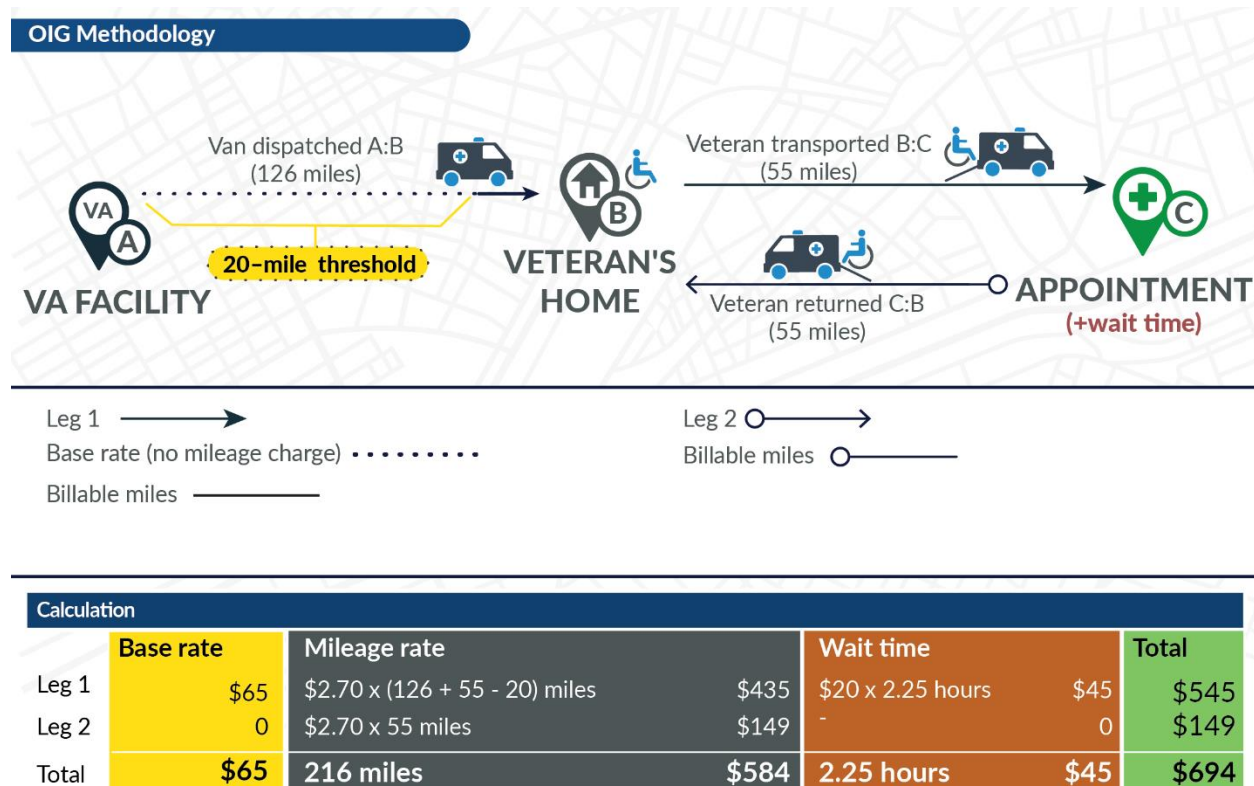 OIG Methodology
Van dispatched A:B
(126 miles)
Veteran transported B:C
(55 miles)
VA
A
B
C
20–mile threshold
VA FACILITY
VETERAN'S
HOME
Veteran returned C:B
(55 miles)
APPOINTMENT
(+wait time)
Leg 1
Leg 2
Base rate (no mileage charge)
Billable miles
Billable miles
Calculation
Base rate Mileage rate Wait time Total
Leg 1 $65 $2.70 x (126 + 55 - 20) miles $435 $20 x 2.25 hours $45 $545
Leg 2 0 $2.70 x 55 miles $149 - 0 $149
Total $65 216 miles $584 2.25 hours $45 $694